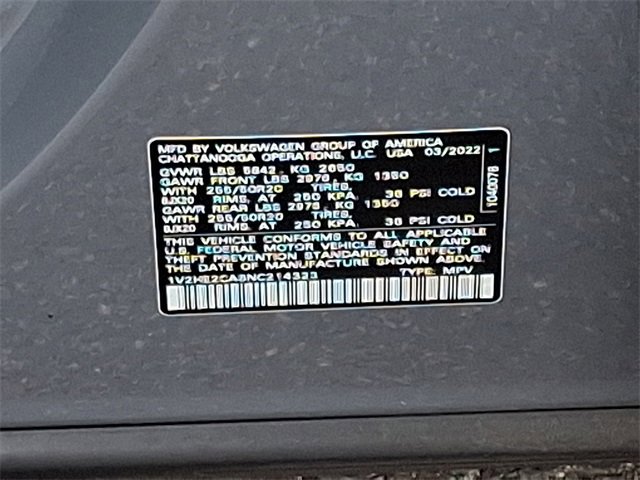 MFD BY VOLKSWAGEN GROUP OF AMERICA
CHATTANOOGA OPERATIONS, LLC. USA 03/2022
GVWR LBS 5842 , KG 2650
GAWR FRONT LBS 2976 , KG 1350
WITH 255/50R20 TIRES,
8JX20 RIMS, AT 250 KPA, 36 PSI COLD
GAWR REAR LBS 2976 , KG 1350
WITH 255/50R20 TIRES,
8JX20 RIMS, AT 250 KPA, 36 PSI COLD
THIS VEHICLE CONFORMS TO ALL APPLICABLE
U.S. FEDERAL MOTOR VEHICLE SAFETY AND
THEFT PREVENTION STANDARDS IN EFFECT ON
THE DATE OF MANUFACTURE SHOWN ABOVE.
TYPE: MPV
1